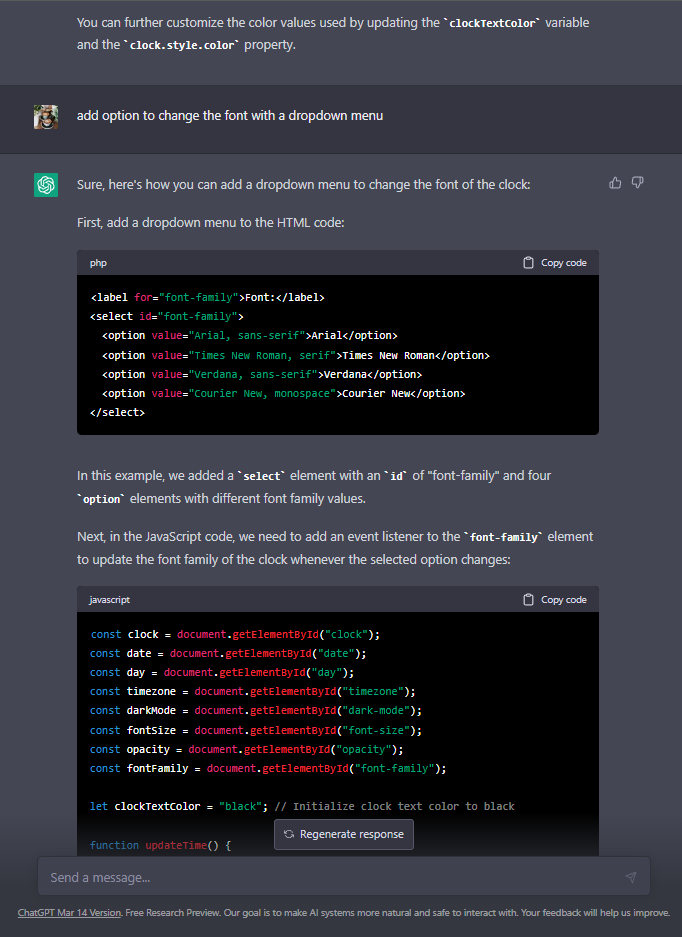 You can further customize the color values used by updating the `clockTextColor` variable
and the `clock.style.color` property.
add option to change the font with a dropdown menu
Sure, here's how you can add a dropdown menu to change the font of the clock:
First, add a dropdown menu to the HTML code:
php
Copy code
<label for="font-family">Font:</label>
<select id="font-family">
  <option value="Arial, sans-serif">Arial</option>
  <option value="Times New Roman, serif">Times New Roman</option>
  <option value="Verdana, sans-serif">Verdana</option>
  <option value="Courier New, monospace">Courier New</option>
</select>
In this example, we added a `select` element with an `id` of "font-family" and four
`option` elements with different font family values.
Next, in the JavaScript code, we need to add an event listener to the `font-family` element
to update the font family of the clock whenever the selected option changes:
javascript
Copy code
const clock = document.getElementById("clock");
const date = document.getElementById("date");
const day = document.getElementById("day");
const timezone = document.getElementById("timezone");
const darkMode = document.getElementById("dark-mode");
const fontSize = document.getElementById("font-size");
const opacity = document.getElementById("opacity");
const fontFamily = document.getElementById("font-family");
let clockTextColor = "black"; // Initialize clock text color to black
function updateTime() {
Regenerate response
Send a message...
ChatGPT Mar 14 Version. Free Research Preview. Our goal is to make AI systems more natural and safe to interact with. Your feedback will help us improve.